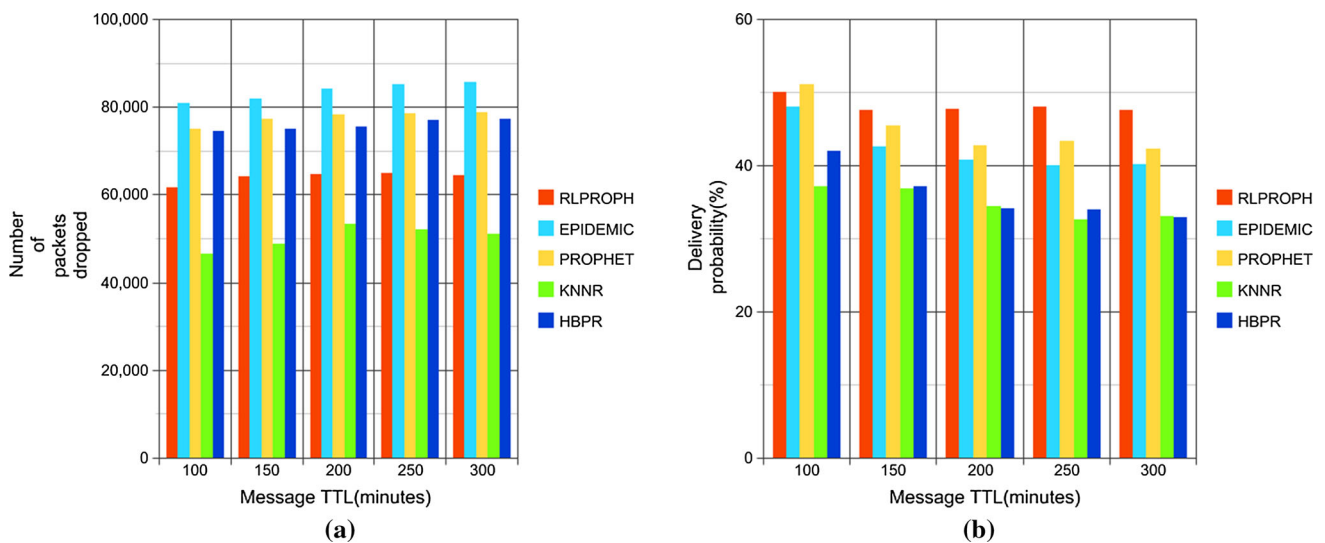 100,000
80,000
60,000
40,000
20,000
0
Number
of
packets
dropped
100 150 200 250 300
Message TTL(minutes)
RLPROPH
EPIDEMIC
PROPHET
KNNR
HBPR
(a)
60
40
20
0
Delivery
probability(%)
100 150 200 250 300
Message TTL(minutes)
RLPROPH
EPIDEMIC
PROPHET
KNNR
HBPR
(b)